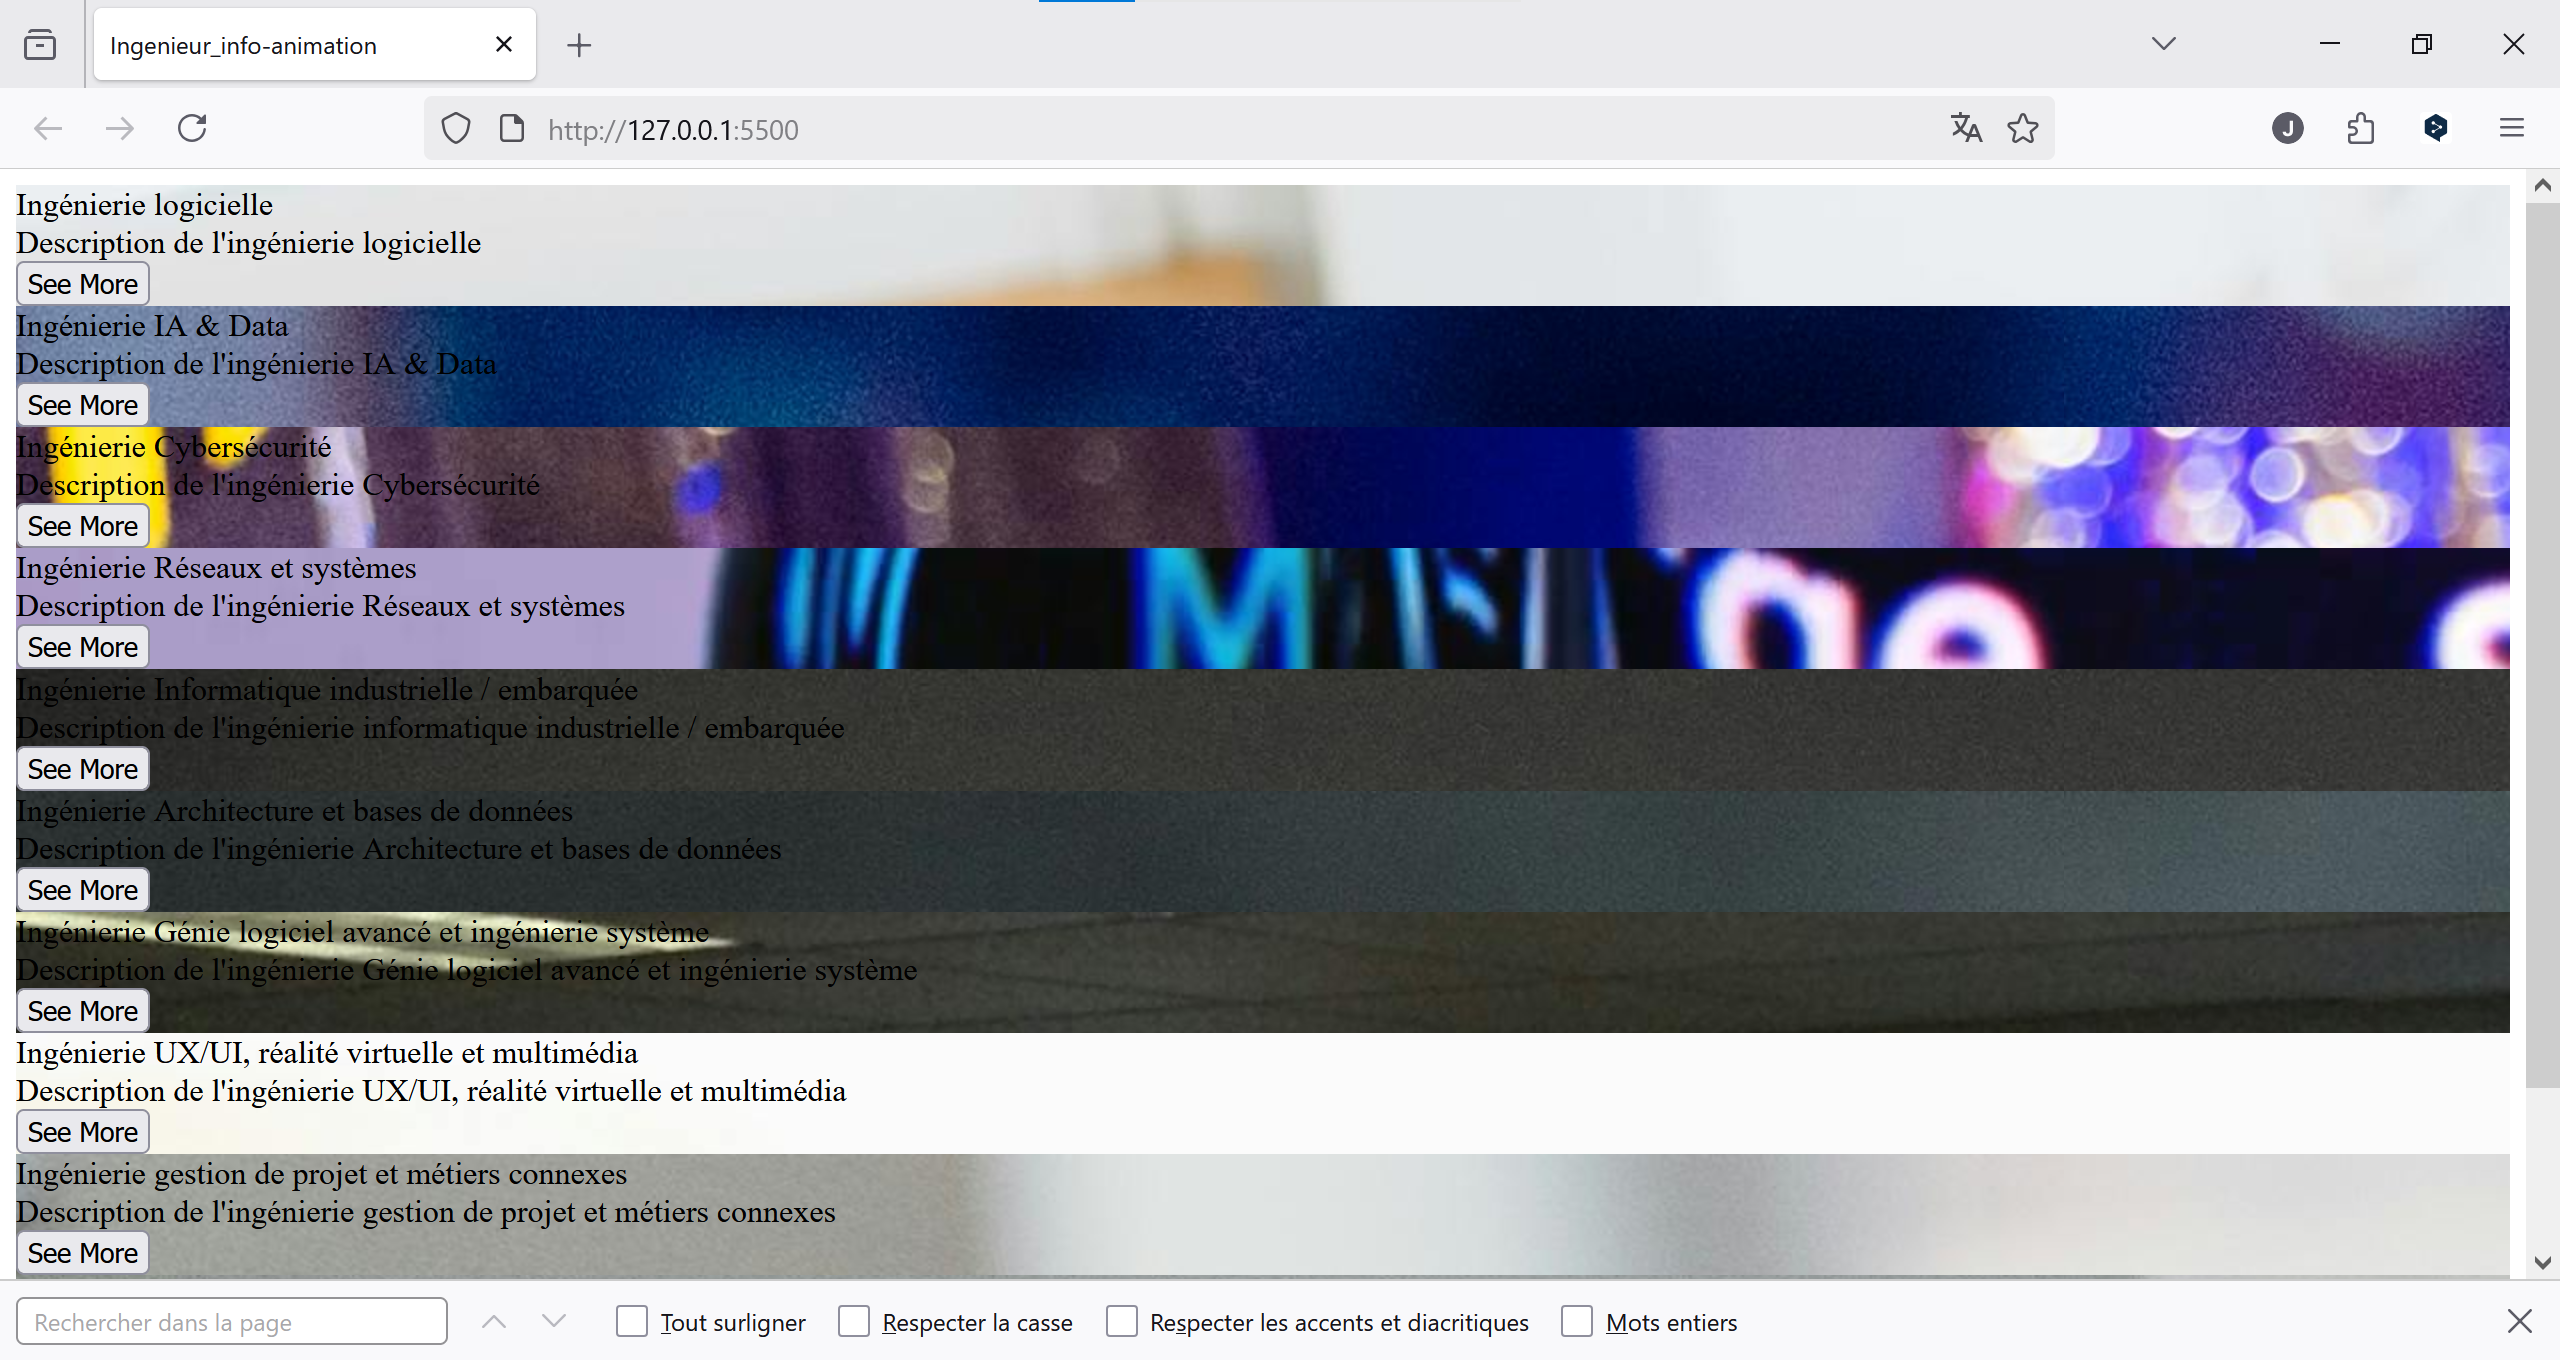 Ingenieur_info-animation
http://127.0.0.1:5500
J
Ingénierie logicielle
Description de l'ingénierie logicielle
See More
Ingénierie IA & Data
Description de l'ingénierie IA & Data
See More
Ingénierie Cybersécurité
Description de l'ingénierie Cybersécurité
See More
Ingénierie Réseaux et systèmes
Description de l'ingénierie Réseaux et systèmes
See More
Ingénierie Informatique industrielle / embarquée
Description de l'ingénierie informatique industrielle / embarquée
See More
Ingénierie Architecture et bases de données
Description de l'ingénierie Architecture et bases de données
See More
Ingénierie Génie logiciel avancé et ingénierie système
Description de l'ingénierie Génie logiciel avancé et ingénierie système
See More
Ingénierie UX/UI, réalité virtuelle et multimédia
Description de l'ingénierie UX/UI, réalité virtuelle et multimédia
See More
Ingénierie gestion de projet et métiers connexes
Description de l'ingénierie gestion de projet et métiers connexes
See More
Rechercher dans la page
Tout surligner
Respecter la casse
Respecter les accents et diacritiques
Mots entiers